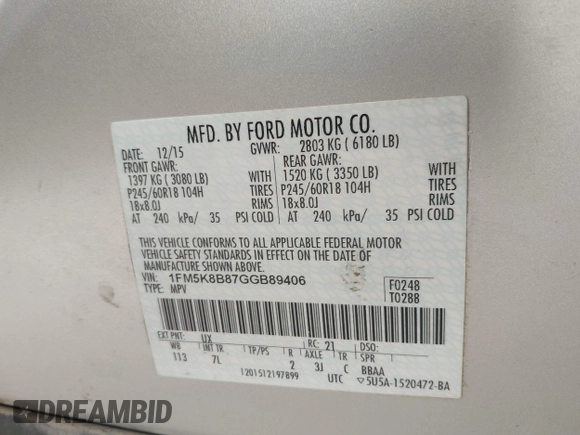 MFD. BY FORD MOTOR CO.
DATE: 12/15 GVWR: 2803 KG ( 6180 LB)
FRONT GAWR: REAR GAWR:
1397 KG ( 3080 LB) WITH 1520 KG ( 3350 LB) WITH
P245/60R18 104H TIRES P245/60R18 104H TIRES
18x8.0J RIMS 18x8.0J RIMS
AT 240 kPa/ 35 PSI COLD AT 240 kPa/ 35 PSI COLD
THIS VEHICLE CONFORMS TO ALL APPLICABLE FEDERAL MOTOR
VEHICLE SAFETY STANDARDS IN EFFECT ON THE DATE OF
MANUFACTURE SHOWN ABOVE.
VIN: 1FM5K8B87GGB89406 F0248
TYPE: MPV T0288
EXT PNT: UX RC: 21 DSO:
WB INT TR TP/PS R AXLE TR SPR
113 7L 2 3J C BBAA
1201512197899 UTC ▽5U5A-1520472-BA
DREAMBID